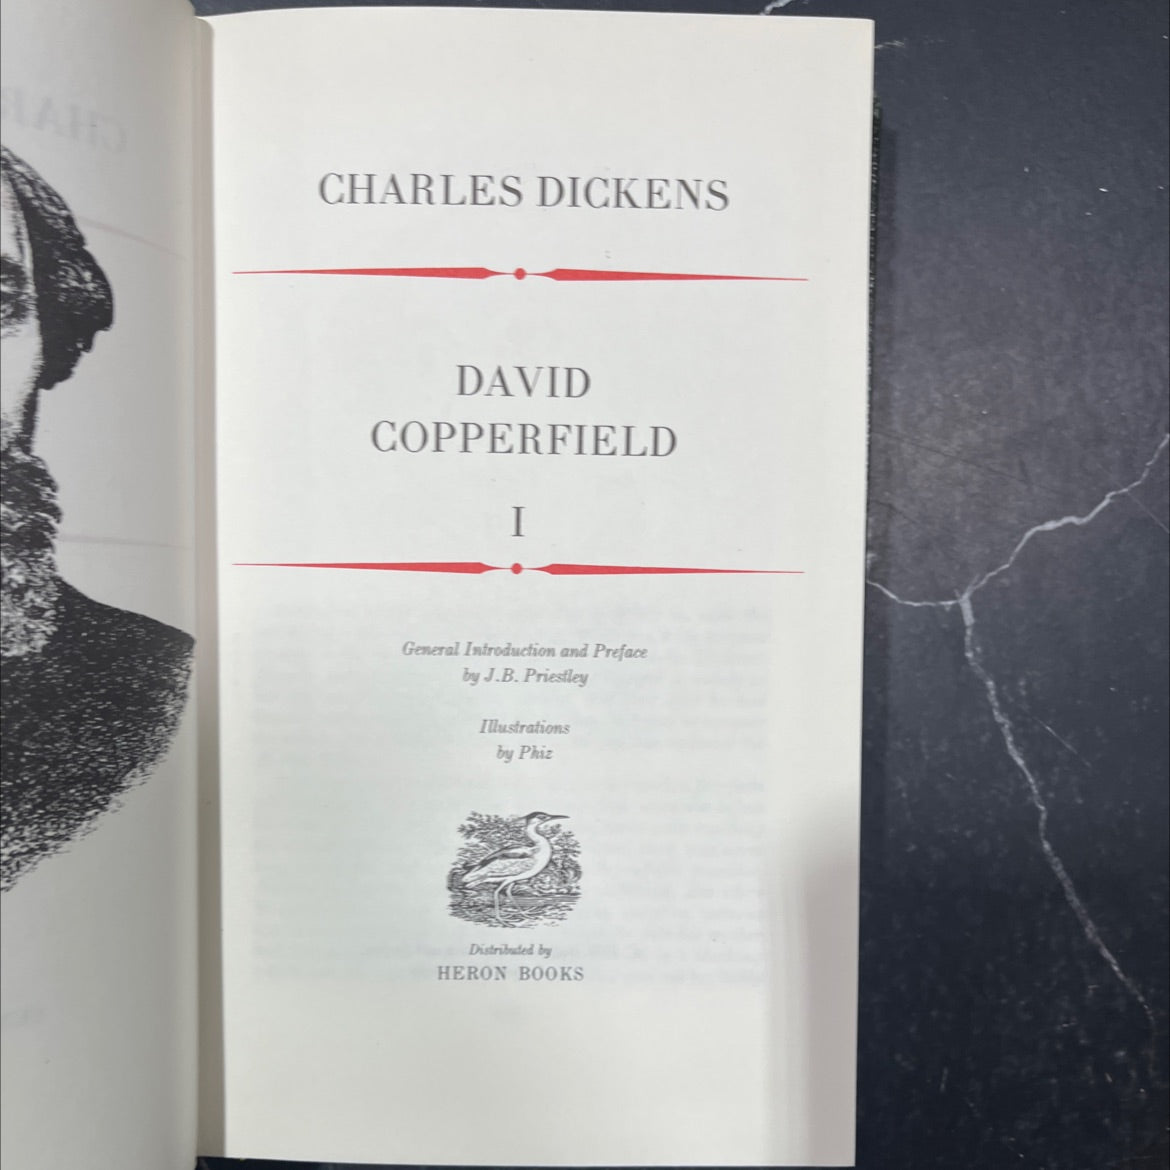 CHARLES DICKENS
DAVID
COPPERFIELD
I
General Introduction and Preface
by J.B. Priestley
Illustrations
by Phiz
Distributed by
HERON BOOKS